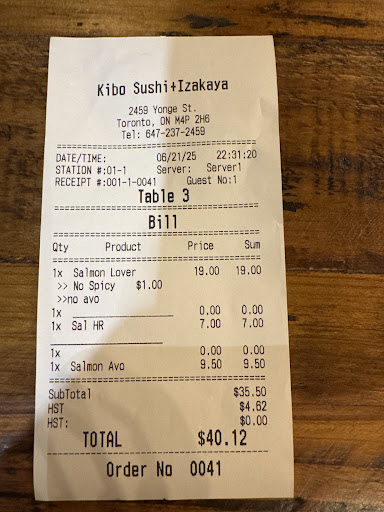 Kibo Sushi+Izakaya
2459 Yonge St.
Toronto, ON M4P 2H6
Tel: 647-237-2459
DATE/TIME: 06/21/25 22:31:20
STATION #:01-1 Server: Server1
RECEIPT #:001-1-0041 Guest No:1
Table 3
Bill
Qty Product Price Sum
1x Salmon Lover 19.00 19.00
>> No Spicy $1.00
>>no avo
1x 0.00 0.00
1x Sal HR 7.00 7.00
1x 0.00 0.00
1x Salmon Avo 9.50 9.50
SubTotal $35.50
HST $4.62
HST: $0.00
TOTAL $40.12
Order No 0041